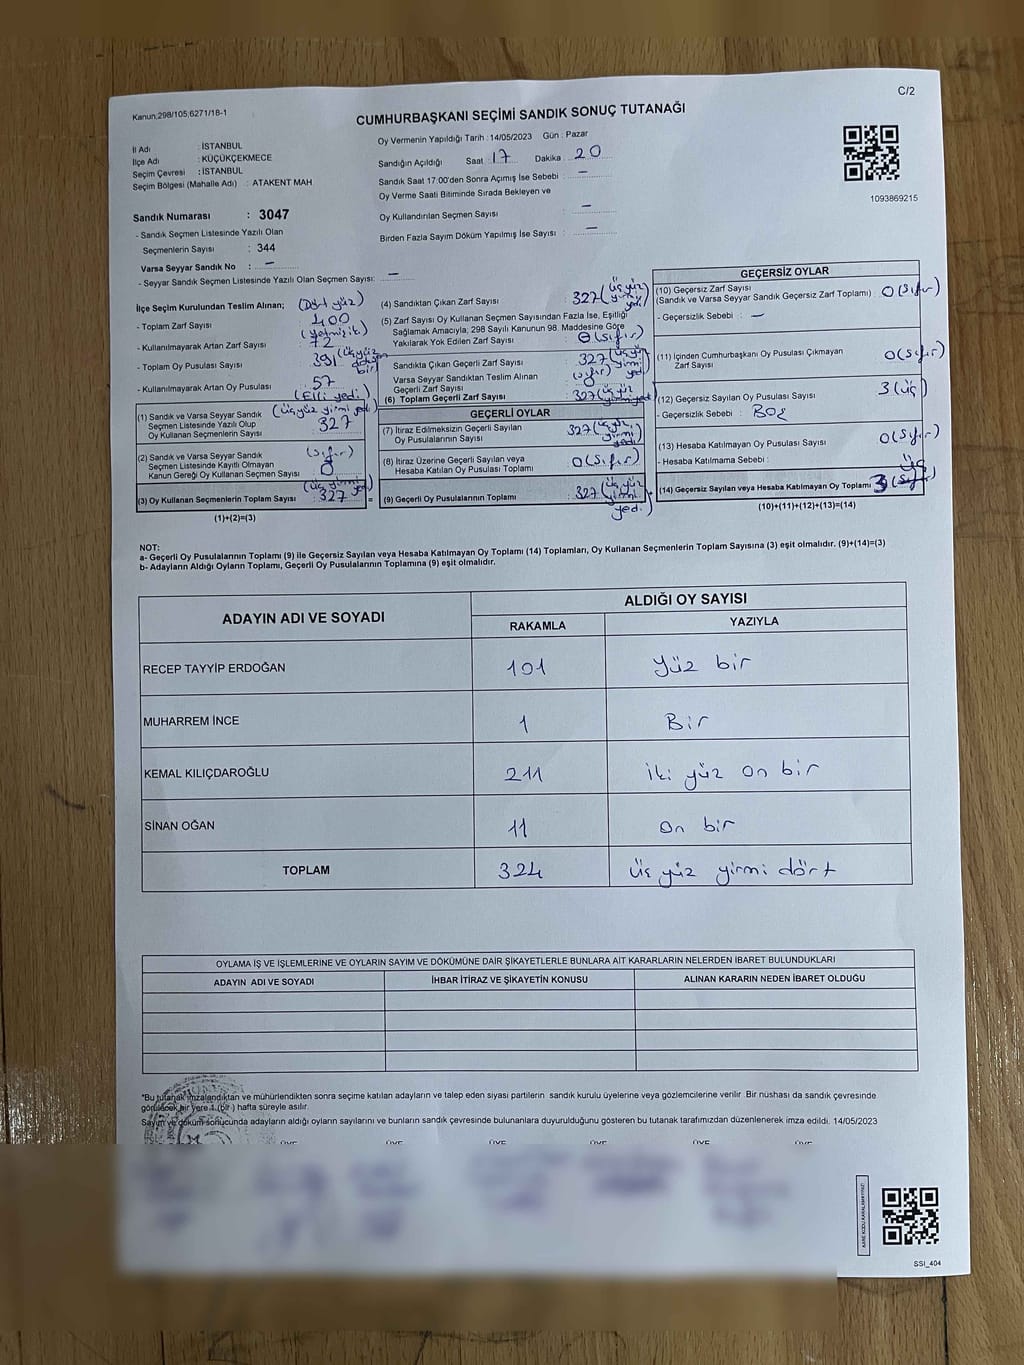 Kanun,298/105;6271/18-1
C/2
CUMHURBAŞKANI SEÇİMİ SANDIK SONUÇ TUTANAĞI
İl Adı : İSTANBUL
İlçe Adı : KÜÇÜKÇEKMECE
Seçim Çevresi : İSTANBUL
Seçim Bölgesi (Mahalle Adı) : ATAKENT MAH
Sandık Numarası : 3047
- Sandık Seçmen Listesinde Yazılı Olan
Seçmenlerin Sayısı : 344
Varsa Seyyar Sandık No : –
- Seyyar Sandık Seçmen Listesinde Yazılı Olan Seçmen Sayısı: –
Oy Vermenin Yapıldığı Tarih : 14/05/2023 Gün : Pazar
Sandığın Açıldığı Saat 17 Dakika 20
Sandık Saat 17:00'den Sonra Açımış İse Sebebi : –
Oy Verme Saati Bitiminde Sırada Bekleyen ve
Oy Kullandırılan Seçmen Sayısı –
Birden Fazla Sayım Döküm Yapılmış İse Sayısı : –
1093869215
İlçe Seçim Kurulundan Teslim Alınan; (Dört yüz)
- Toplam Zarf Sayısı : 400
(yetmiş iki)
- Kullanılmayarak Artan Zarf Sayısı : 72
- Toplam Oy Pusulası Sayısı : 391 (üç yüz doksan bir)
- Kullanılmayarak Artan Oy Pusulası : 57
(Elli yedi)
(1) Sandık ve Varsa Seyyar Sandık (üç yüz yirmi yedi)
Seçmen Listesinde Yazılı Olup : 327
Oy Kullanan Seçmenlerin Sayısı
(2) Sandık ve Varsa Seyyar Sandık (sıfır)
Seçmen Listesinde Kayıtlı Olmayan
Kanun Gereği Oy Kullanan Seçmen Sayısı : 0
(3) Oy Kullanan Seçmenlerin Toplam Sayısı : 327 (üç yüz yirmi yedi) =
(1)+(2)=(3)
(4) Sandıktan Çıkan Zarf Sayısı : 327 (üç yüz yirmi yedi)
(5) Zarf Sayısı Oy Kullanan Seçmen Sayısından Fazla İse, Eşitliği
Sağlamak Amacıyla, 298 Sayılı Kanunun 98. Maddesine Göre
Yakılarak Yok Edilen Zarf Sayısı : 0 (sıfır)
Sandıkta Çıkan Geçerli Zarf Sayısı : 327 (üç yüz yirmi yedi)
Varsa Seyyar Sandıktan Teslim Alınan
Geçerli Zarf Sayısı : (sıfır)
(6) Toplam Geçerli Zarf Sayısı : 327 (üç yüz yirmi yedi)
GEÇERLİ OYLAR
(7) İtiraz Edilmeksizin Geçerli Sayılan
Oy Pusulalarının Sayısı : 327 (üç yüz yirmi yedi)
(8) İtiraz Üzerine Geçerli Sayılan veya
Hesaba Katılan Oy Pusulası Toplamı : 0 (sıfır)
(9) Geçerli Oy Pusulalarının Toplamı : 327 (üç yüz yirmi yedi)
GEÇERSİZ OYLAR
(10) Geçersiz Zarf Sayısı
(Sandık ve Varsa Seyyar Sandık Geçersiz Zarf Toplamı) : 0 (sıfır)
- Geçersizlik Sebebi : –
(11) İçinden Cumhurbaşkanı Oy Pusulası Çıkmayan
Zarf Sayısı : 0 (sıfır)
(12) Geçersiz Sayılan Oy Pusulası Sayısı : 3 (üç)
- Geçersizlik Sebebi : BOŞ
(13) Hesaba Katılmayan Oy Pusulası Sayısı : 0 (sıfır)
- Hesaba Katılmama Sebebi :
üç
(14) Geçersiz Sayılan veya Hesaba Katılmayan Oy Toplamı : 3 (sıfır)
(10)+(11)+(12)+(13)=(14)
NOT:
a- Geçerli Oy Pusulalarının Toplamı (9) ile Geçersiz Sayılan veya Hesaba Katılmayan Oy Toplamı (14) Toplamları, Oy Kullanan Seçmenlerin Toplam Sayısına (3) eşit olmalıdır. (9)+(14)=(3)
b- Adayların Aldığı Oyların Toplamı, Geçerli Oy Pusulalarının Toplamına (9) eşit olmalıdır.
ADAYIN ADI VE SOYADI
ALDIĞI OY SAYISI
RAKAMLA YAZIYLA
RECEP TAYYİP ERDOĞAN 101 Yüz bir
MUHARREM İNCE 1 Bir
KEMAL KILIÇDAROĞLU 211 İki yüz on bir
SİNAN OĞAN 11 On bir
TOPLAM 324 üç yüz yirmi dört
OYLAMA İŞ VE İŞLEMLERİNE VE OYLARIN SAYIM VE DÖKÜMÜNE DAİR ŞİKAYETLERLE BUNLARA AİT KARARLARIN NELERDEN İBARET BULUNDUKLARI
ADAYIN ADI VE SOYADI İHBAR İTİRAZ VE ŞİKAYETİN KONUSU ALINAN KARARIN NEDEN İBARET OLDUĞU
*Bu tutanak imzalandıktan ve mühürlendikten sonra seçime katılan adayların ve talep eden siyasi partilerin sandık kurulu üyelerine veya gözlemcilerine verilir. Bir nüshası da sandık çevresinde
görülecek bir yere 1 (bir) hafta süreyle asılır.
Sayım ve döküm sonucunda adayların aldığı oyların sayılarını ve bunların sandık çevresinde bulunanlara duyurulduğunu gösteren bu tutanak tarafımızdan düzenlenerek imza edildi. 14/05/2023
ÜYE ÜYE ÜYE ÜYE ÜYE ÜYE
SSI_404